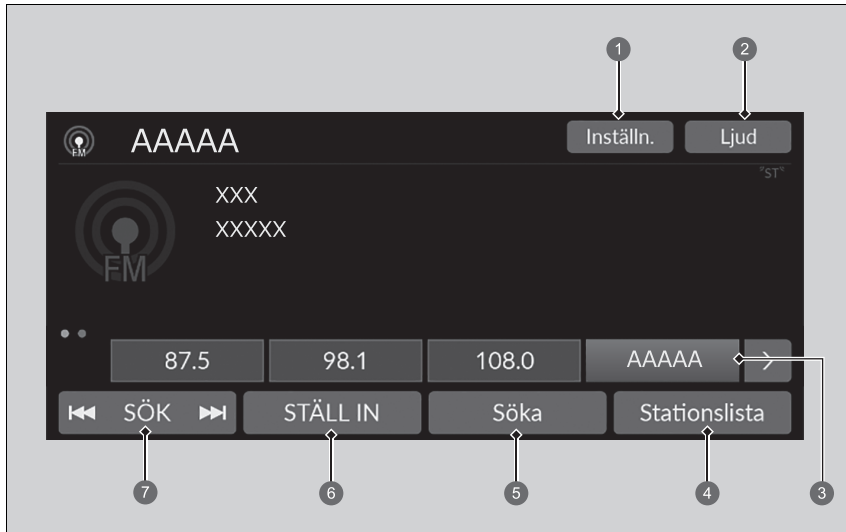 1 2
FM AAAAA Inställn. Ljud
"ST"
XXX
XXXXX
FM
87.5 98.1 108.0 AAAAA >
SÖK STÄLL IN Söka Stationslista
7 6 5 4 3